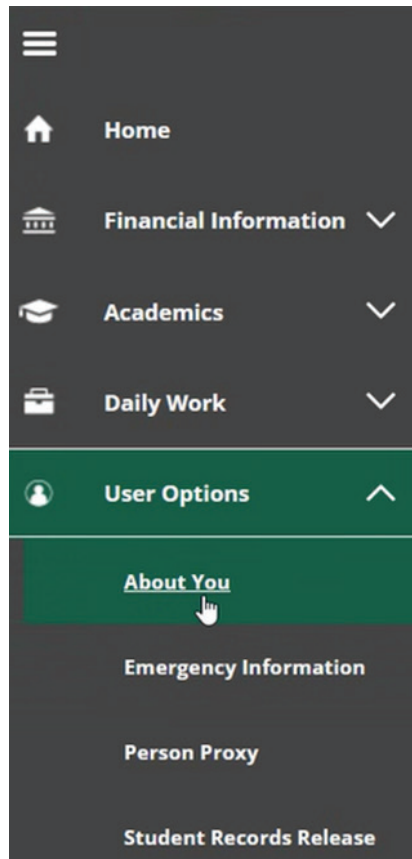 Home
Financial Information
Academics
Daily Work
User Options
About You
Emergency Information
Person Proxy
Student Records Release